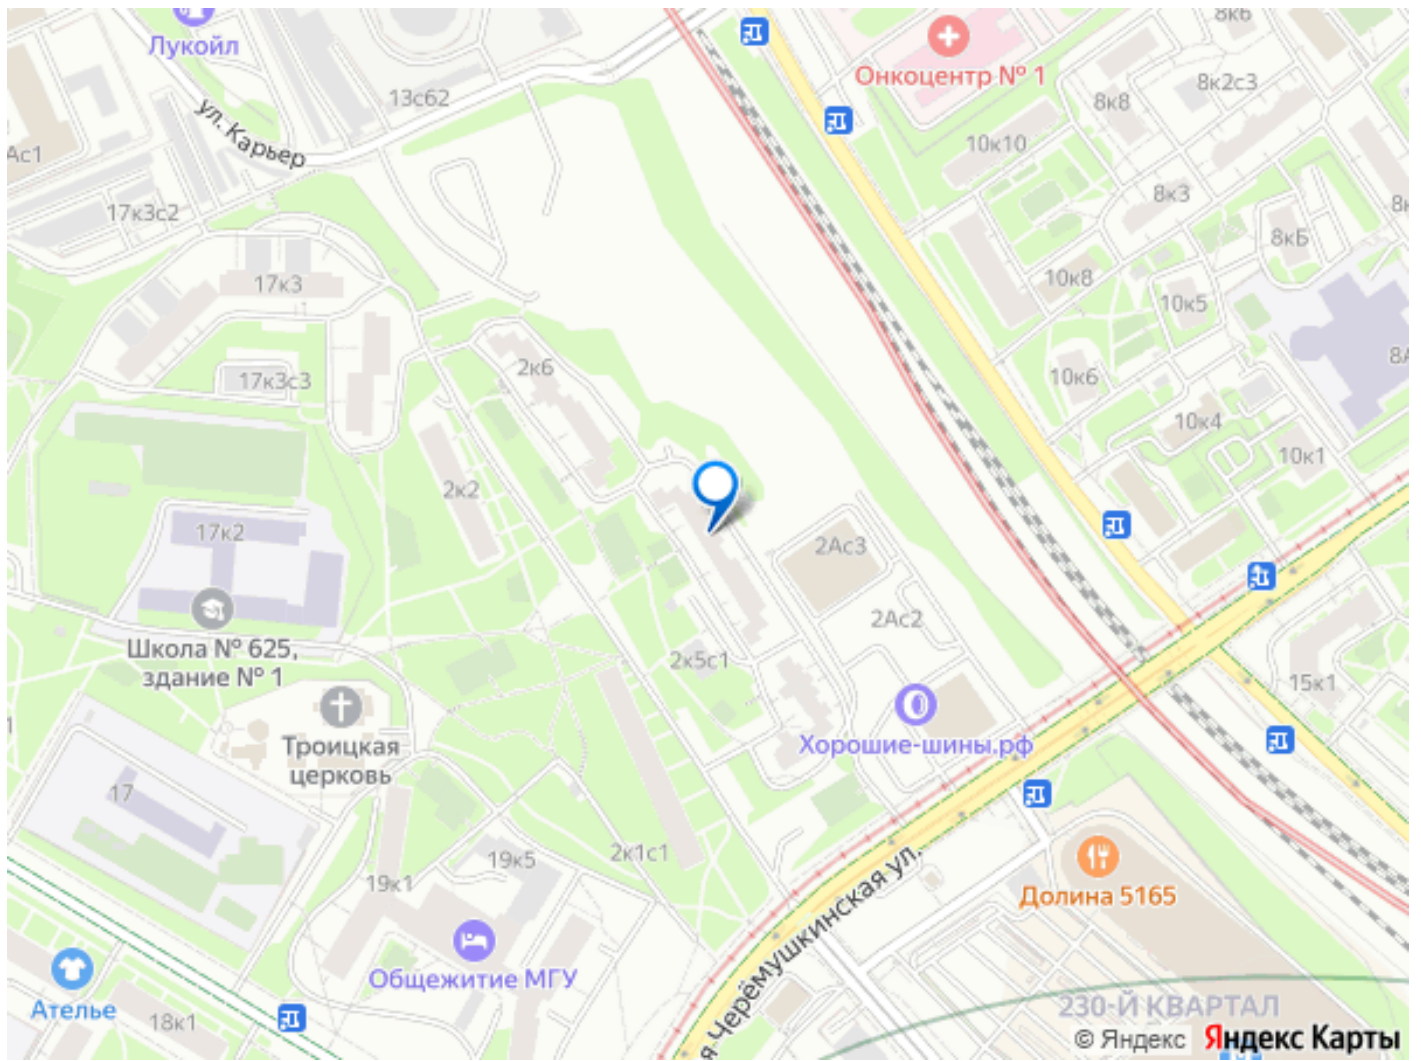 8к6
Лукойл
Онкоцентр № 1
8к2с3
13с62
8к8
ул. Карьер
10к10
Ас1
8к3
17к3с2
8к
8кБ
17к3
10к8
10к5
8А
2к6
17к3с3
10к6
10к4
10к1
2к2
17к2
2Ас3
2Ас2
Школа № 625,
здание № 1
2к5с1
15к1
Троицкая
церковь
Хорошие-шины.рф
17
19к5
2к1с1
19к1
Долина 5165
я Черёмушкинская ул.
Общежитие МГУ
Ателье
18к1
230-Й КВАРТАЛ
© Яндекс Яндекс Карты